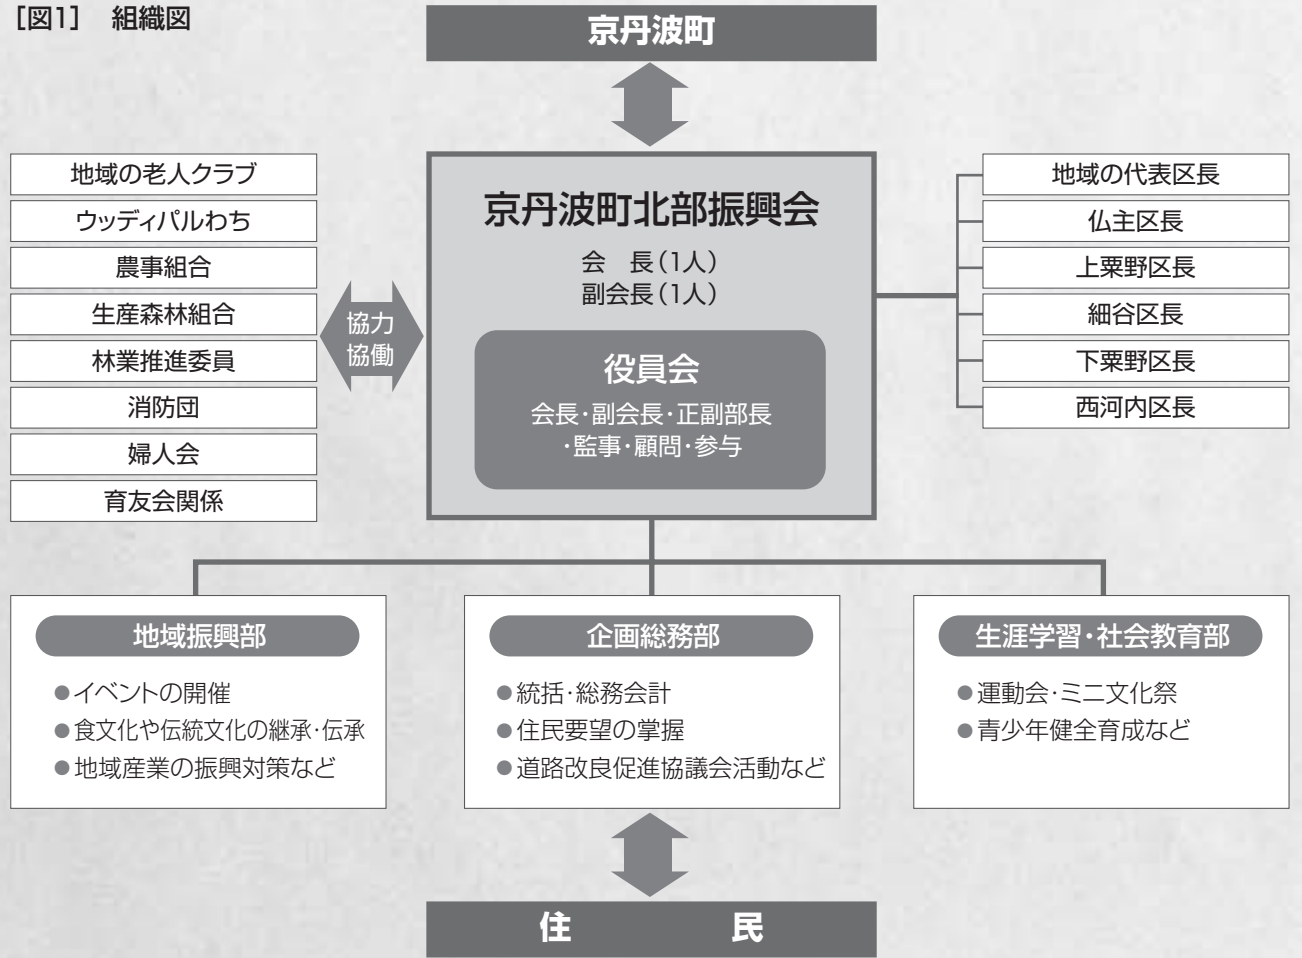 ［図1］　組織図
京丹波町
地域の老人クラブ
ウッディパルわち
農事組合
生産森林組合
林業推進委員
消防団
婦人会
育友会関係
協力
協働
京丹波町北部振興会
会　長（1人）
副会長（1人）
役員会
会長・副会長・正副部長
・監事・顧問・参与
地域の代表区長
仏主区長
上粟野区長
細谷区長
下粟野区長
西河内区長
地域振興部
●イベントの開催
●食文化や伝統文化の継承・伝承
●地域産業の振興対策など
企画総務部
●統括・総務会計
●住民要望の掌握
●道路改良促進協議会活動など
生涯学習・社会教育部
●運動会・ミニ文化祭
●青少年健全育成など
住　民